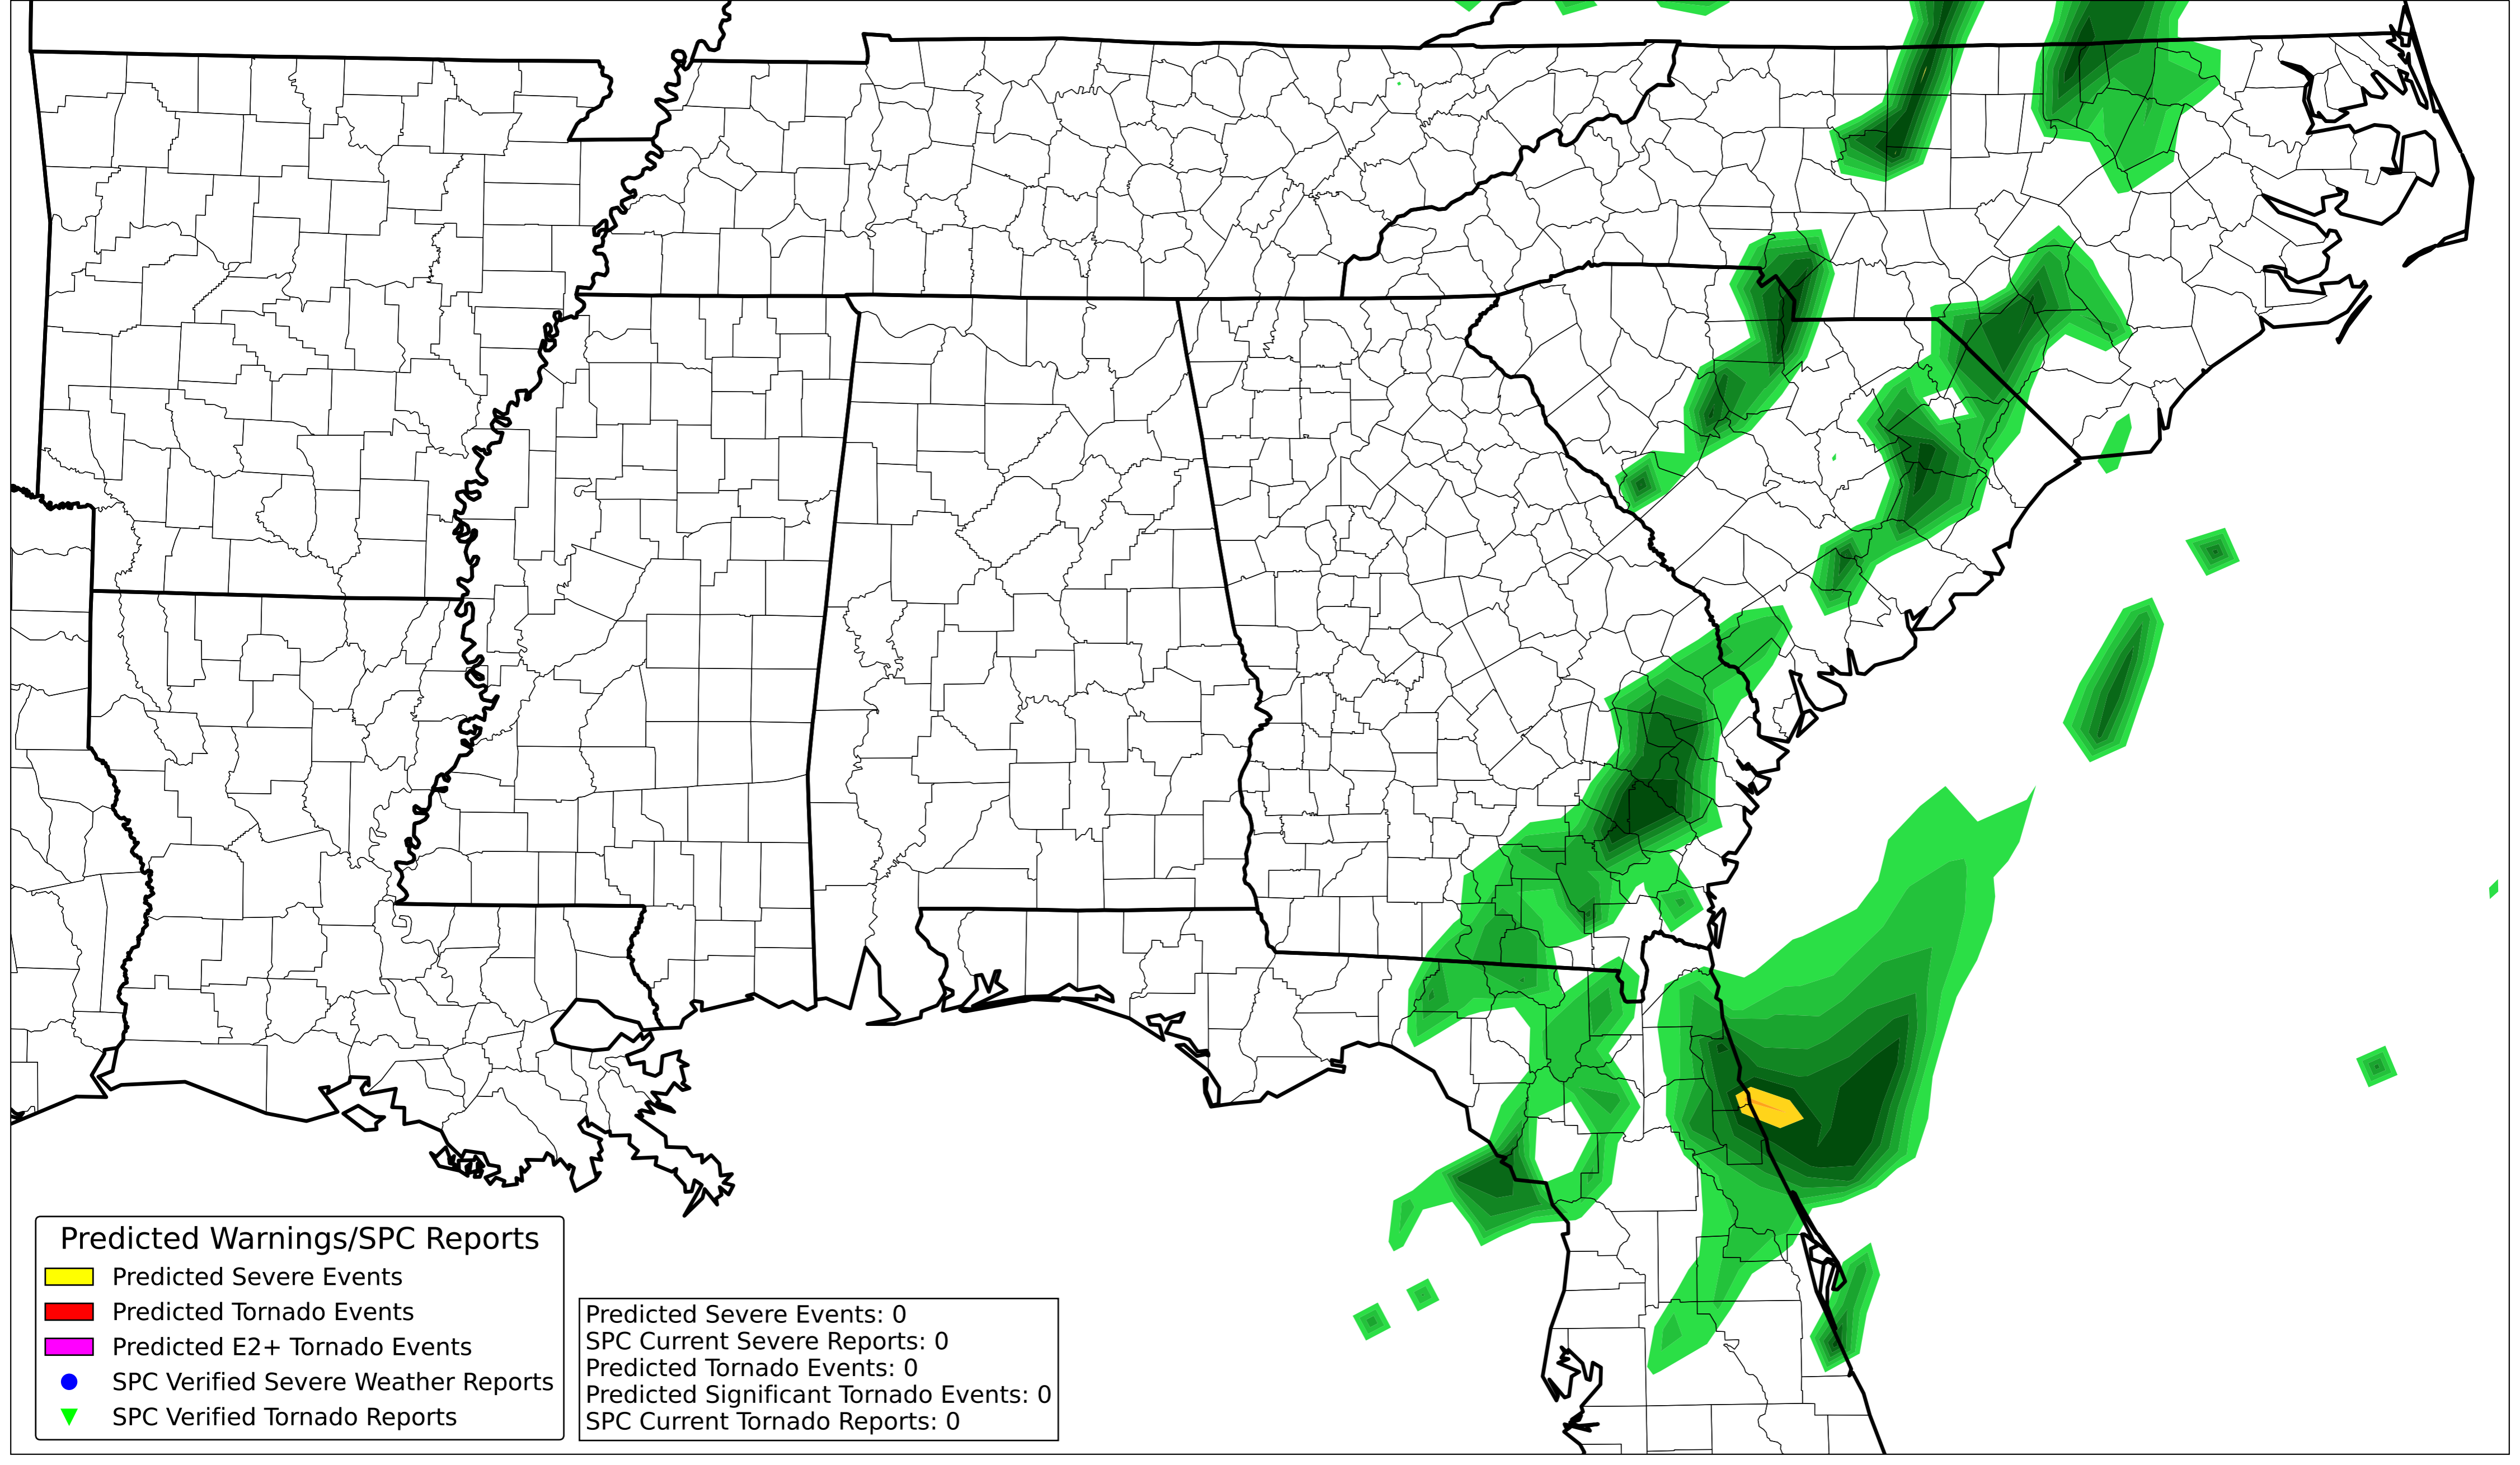 Predicted Warnings/SPC Reports
Predicted Severe Events
Predicted Tornado Events
Predicted E2+ Tornado Events
SPC Verified Severe Weather Reports
SPC Verified Tornado Reports
Predicted Severe Events: 0
SPC Current Severe Reports: 0
Predicted Tornado Events: 0
Predicted Significant Tornado Events: 0
SPC Current Tornado Reports: 0